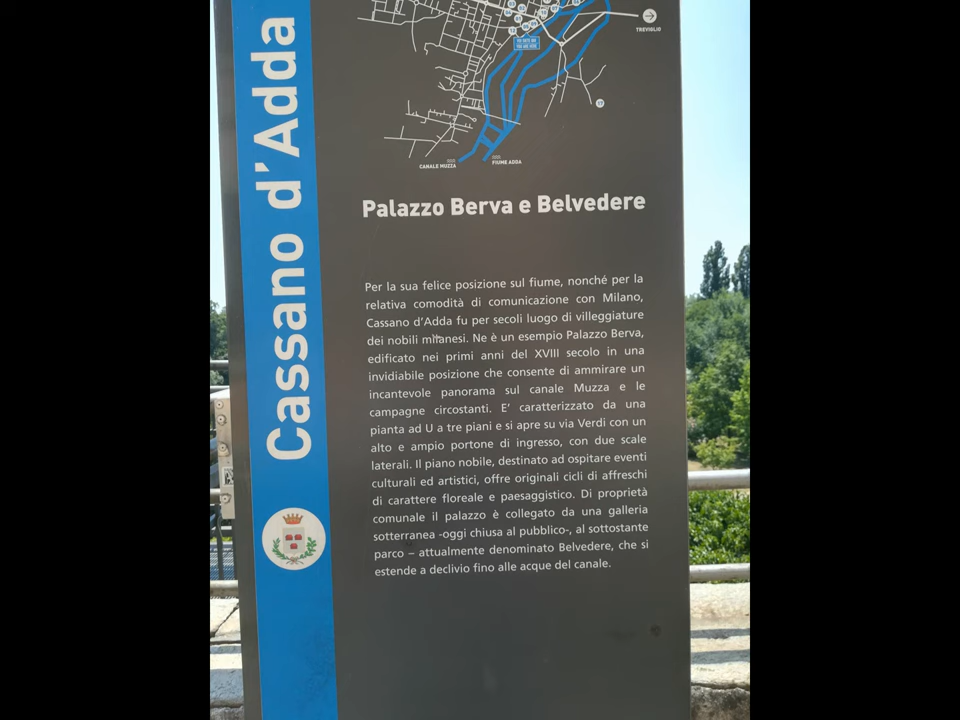 TREVIGLIO
VOI SIETE QUI
YOU ARE HERE
17
CANALE MUZZA
FIUME ADDA
Cassano d'Adda
Palazzo Berva e Belvedere
Per la sua felice posizione sul fiume, nonché per la
relativa comodità di comunicazione con Milano,
Cassano d'Adda fu per secoli luogo di villeggiature
dei nobili milanesi. Ne è un esempio Palazzo Berva,
edificato nei primi anni del XVIII secolo in una
invidiabile posizione che consente di ammirare un
incantevole panorama sul canale Muzza e le
campagne circostanti. E' caratterizzato da una
pianta ad U a tre piani e si apre su via Verdi con un
alto e ampio portone di ingresso, con due scale
laterali. Il piano nobile, destinato ad ospitare eventi
culturali ed artistici, offre originali cicli di affreschi
di carattere floreale e paesaggistico. Di proprietà
comunale il palazzo è collegato da una galleria
sotterranea -oggi chiusa al pubblico-, al sottostante
parco – attualmente denominato Belvedere, che si
estende a declivio fino alle acque del canale.